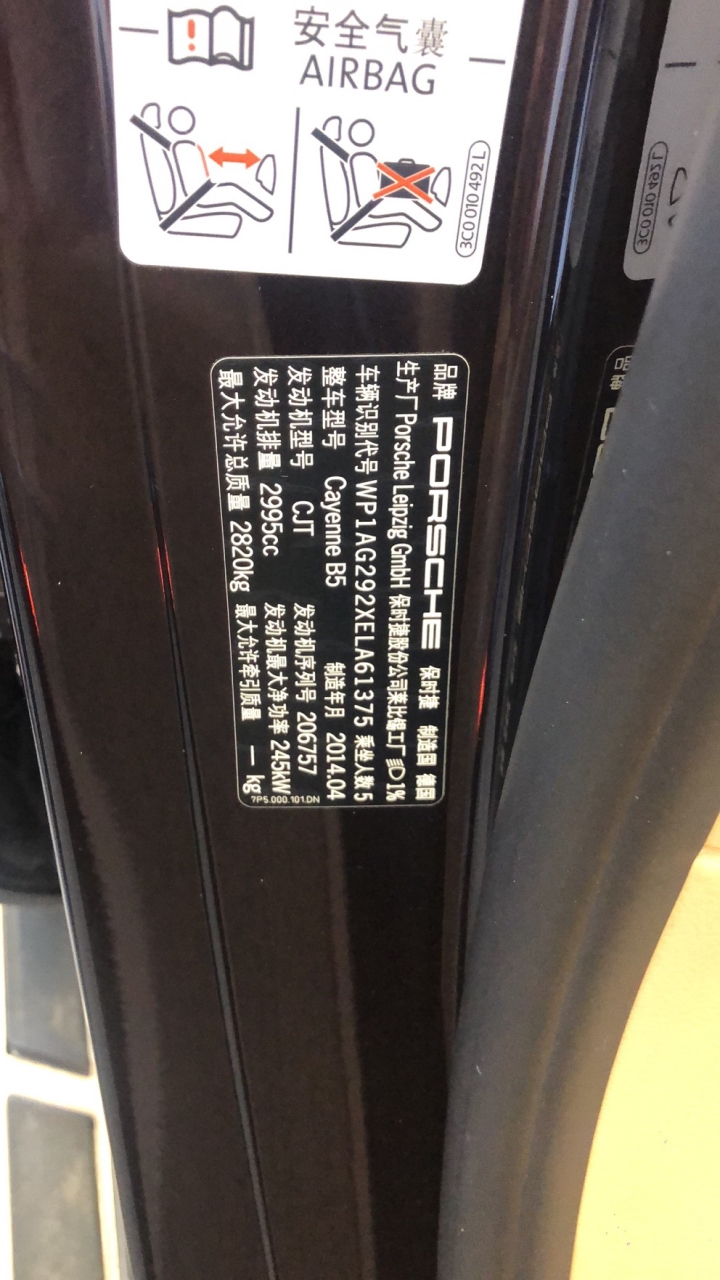 安全气囊
AIRBAG
3C0 010 492 L
3C0 010 492 L
品牌 PORSCHE 保时捷 制造国 德国
生产厂 Porsche Leipzig GmbH 保时捷股份公司莱比锡工厂 1%
车辆识别代号 WP1AG292XELA61375 乘坐人数 5
整车型号 Cayenne B5 制造年月 2014.04
发动机型号 CJT 发动机序列号 206757
发动机排量 2995cc 发动机最大净功率 245kW
最大允许总质量 2820kg 最大允许牵引质量 — kg
7P5.000.101.DN